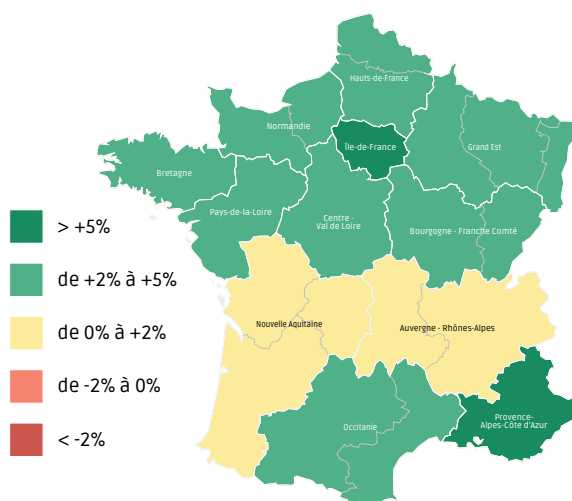 Hauts-de-France
Normandie
Île-de-France
Grand Est
Bretagne
Pays-de-la-Loire
Centre -
Val de Loire
Bourgogne - Franche Comté
> +5%
de +2% à +5%
de 0% à +2%
de -2% à 0%
< -2%
Nouvelle Aquitaine
Auvergne - Rhônes-Alpes
Occitanie
Provence-
Alpes-Côte d'Azur